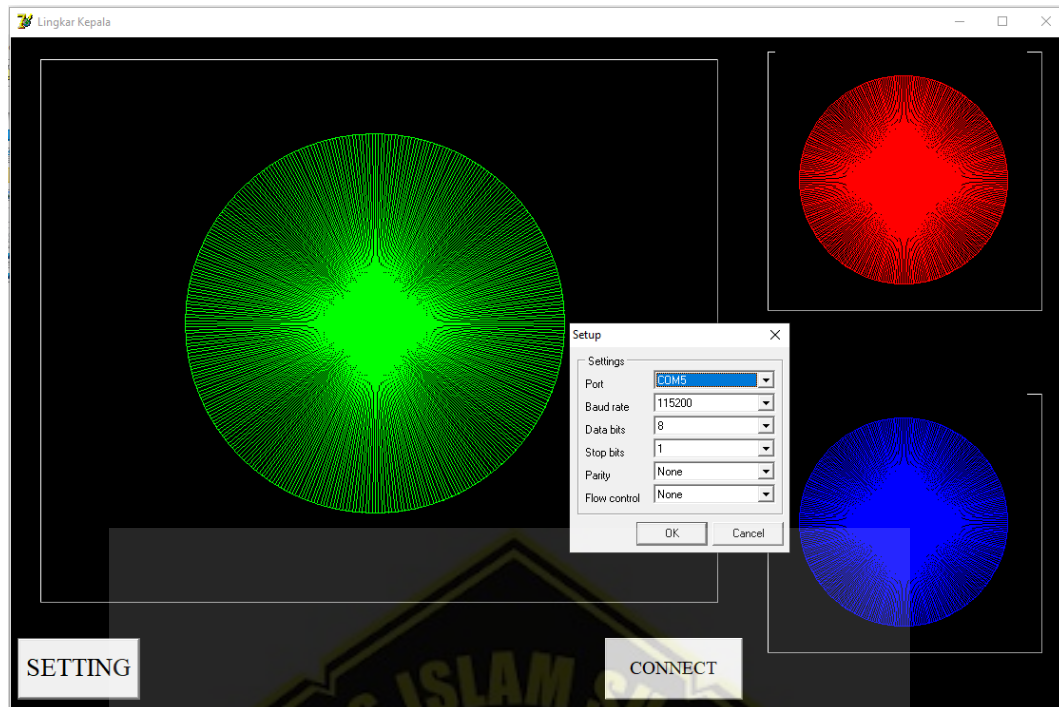 Lingkar Kepala
Setup
Settings
Port COM5
Baud rate 115200
Data bits 8
Stop bits 1
Parity None
Flow control None
OK Cancel
SETTING CONNECT
ISLAM